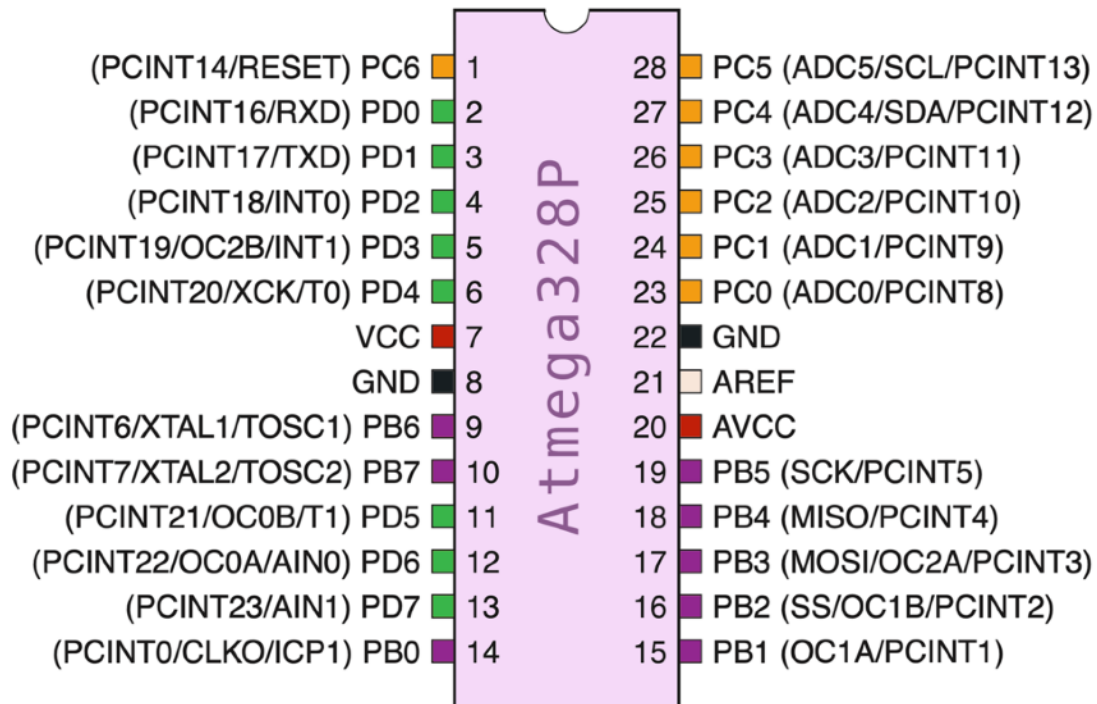 (PCINT14/RESET) PC6 1 28 PC5 (ADC5/SCL/PCINT13)
(PCINT16/RXD) PD0 2 27 PC4 (ADC4/SDA/PCINT12)
(PCINT17/TXD) PD1 3 26 PC3 (ADC3/PCINT11)
(PCINT18/INT0) PD2 4 25 PC2 (ADC2/PCINT10)
(PCINT19/OC2B/INT1) PD3 5 24 PC1 (ADC1/PCINT9)
(PCINT20/XCK/T0) PD4 6 23 PC0 (ADC0/PCINT8)
VCC 7 22 GND
GND 8 21 AREF
(PCINT6/XTAL1/TOSC1) PB6 9 20 AVCC
(PCINT7/XTAL2/TOSC2) PB7 10 19 PB5 (SCK/PCINT5)
(PCINT21/OC0B/T1) PD5 11 18 PB4 (MISO/PCINT4)
(PCINT22/OC0A/AIN0) PD6 12 17 PB3 (MOSI/OC2A/PCINT3)
(PCINT23/AIN1) PD7 13 16 PB2 (SS/OC1B/PCINT2)
(PCINT0/CLKO/ICP1) PB0 14 15 PB1 (OC1A/PCINT1)
Atmega328P